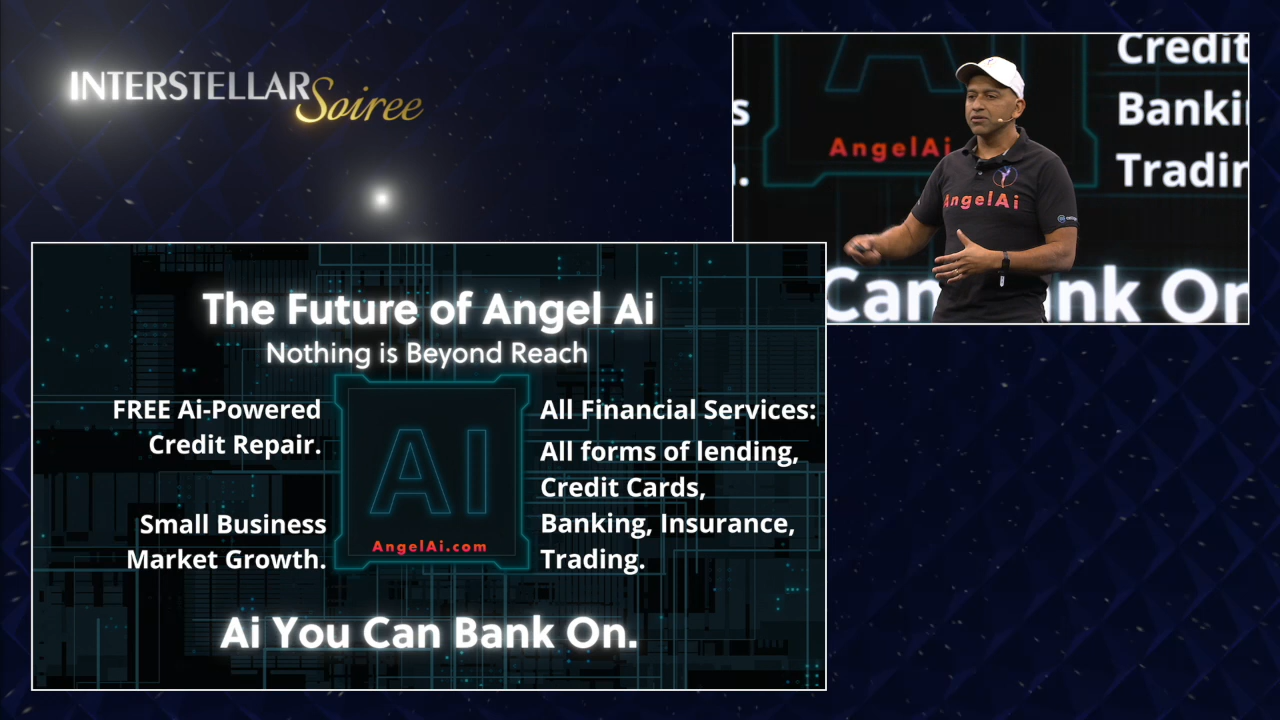 INTERSTELLAR Soiree
Credit
Bankin
Tradin
AngelAi
AngelAi
Can Bank On
The Future of Angel Ai
Nothing is Beyond Reach
FREE Ai-Powered
Credit Repair.
Small Business
Market Growth.
AI
AngelAi.com
All Financial Services:
All forms of lending,
Credit Cards,
Banking, Insurance,
Trading.
Ai You Can Bank On.